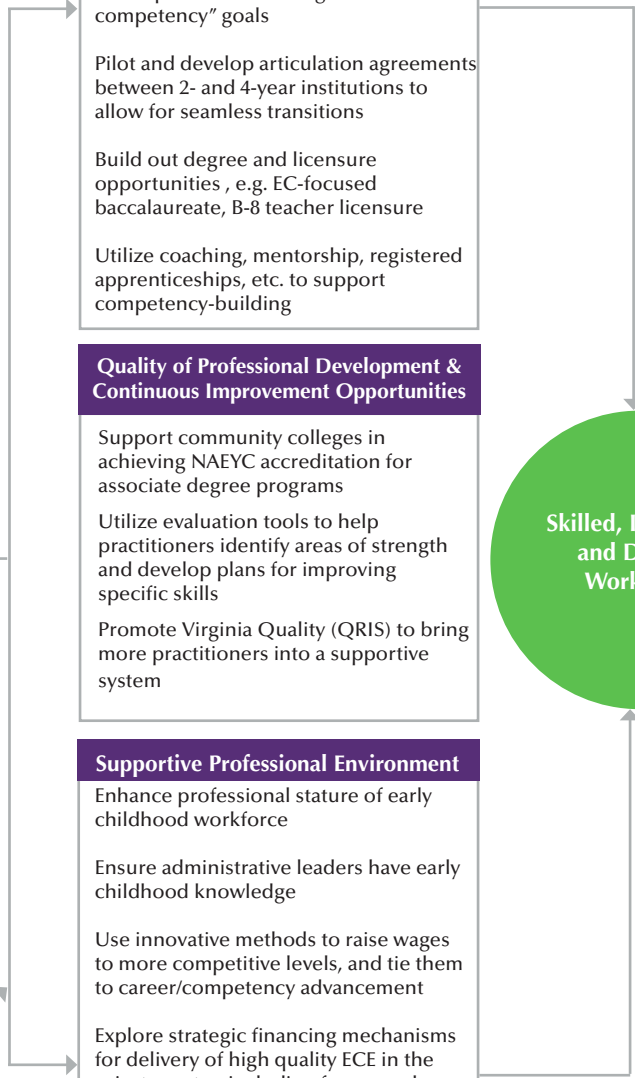 competency” goals
Pilot and develop articulation agreements
between 2- and 4-year institutions to
allow for seamless transitions
Build out degree and licensure
opportunities , e.g. EC-focused
baccalaureate, B-8 teacher licensure
Utilize coaching, mentorship, registered
apprenticeships, etc. to support
competency-building
Quality of Professional Development &
Continuous Improvement Opportunities
Support community colleges in
achieving NAEYC accreditation for
associate degree programs
Utilize evaluation tools to help
practitioners identify areas of strength
and develop plans for improving
specific skills
Promote Virginia Quality (QRIS) to bring
more practitioners into a supportive
system
Skilled,
and
Supportive Professional Environment
Enhance professional stature of early
childhood workforce
Ensure administrative leaders have early
childhood knowledge
Use innovative methods to raise wages
to more competitive levels, and tie them
to career/competency advancement
Explore strategic financing mechanisms
for delivery of high quality ECE in the